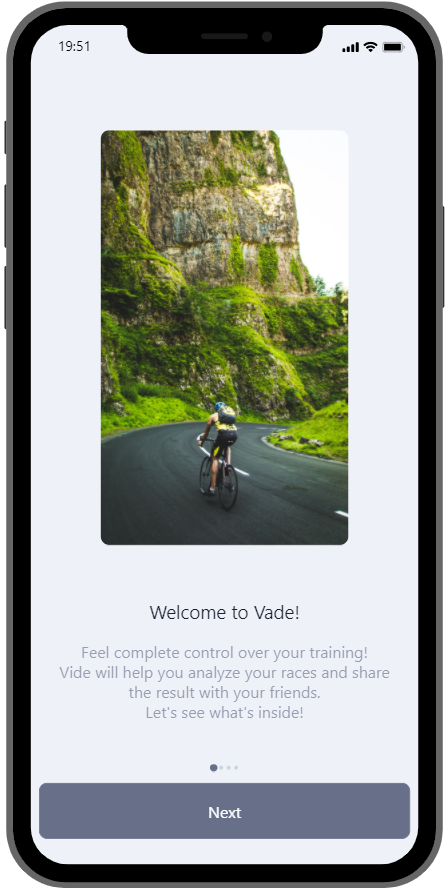 19:51
Welcome to Vade!
Feel complete control over your training!
Vide will help you analyze your races and share
the result with your friends.
Let's see what's inside!
Next